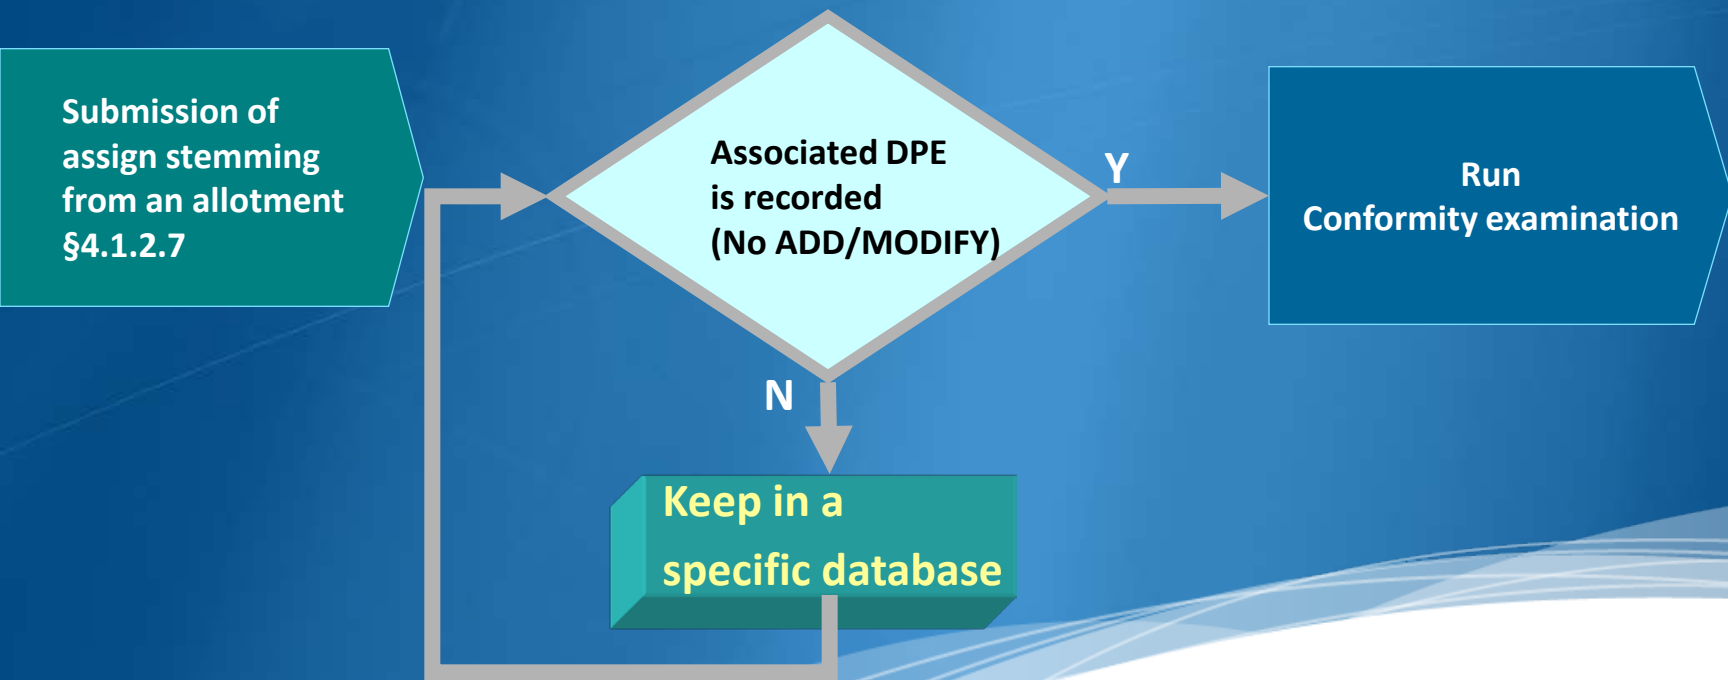 Submission of
assign stemming
from an allotment
§4.1.2.7
Associated DPE
is recorded
(No ADD/MODIFY)
Y
Run
Conformity examination
N
Keep in a
specific database